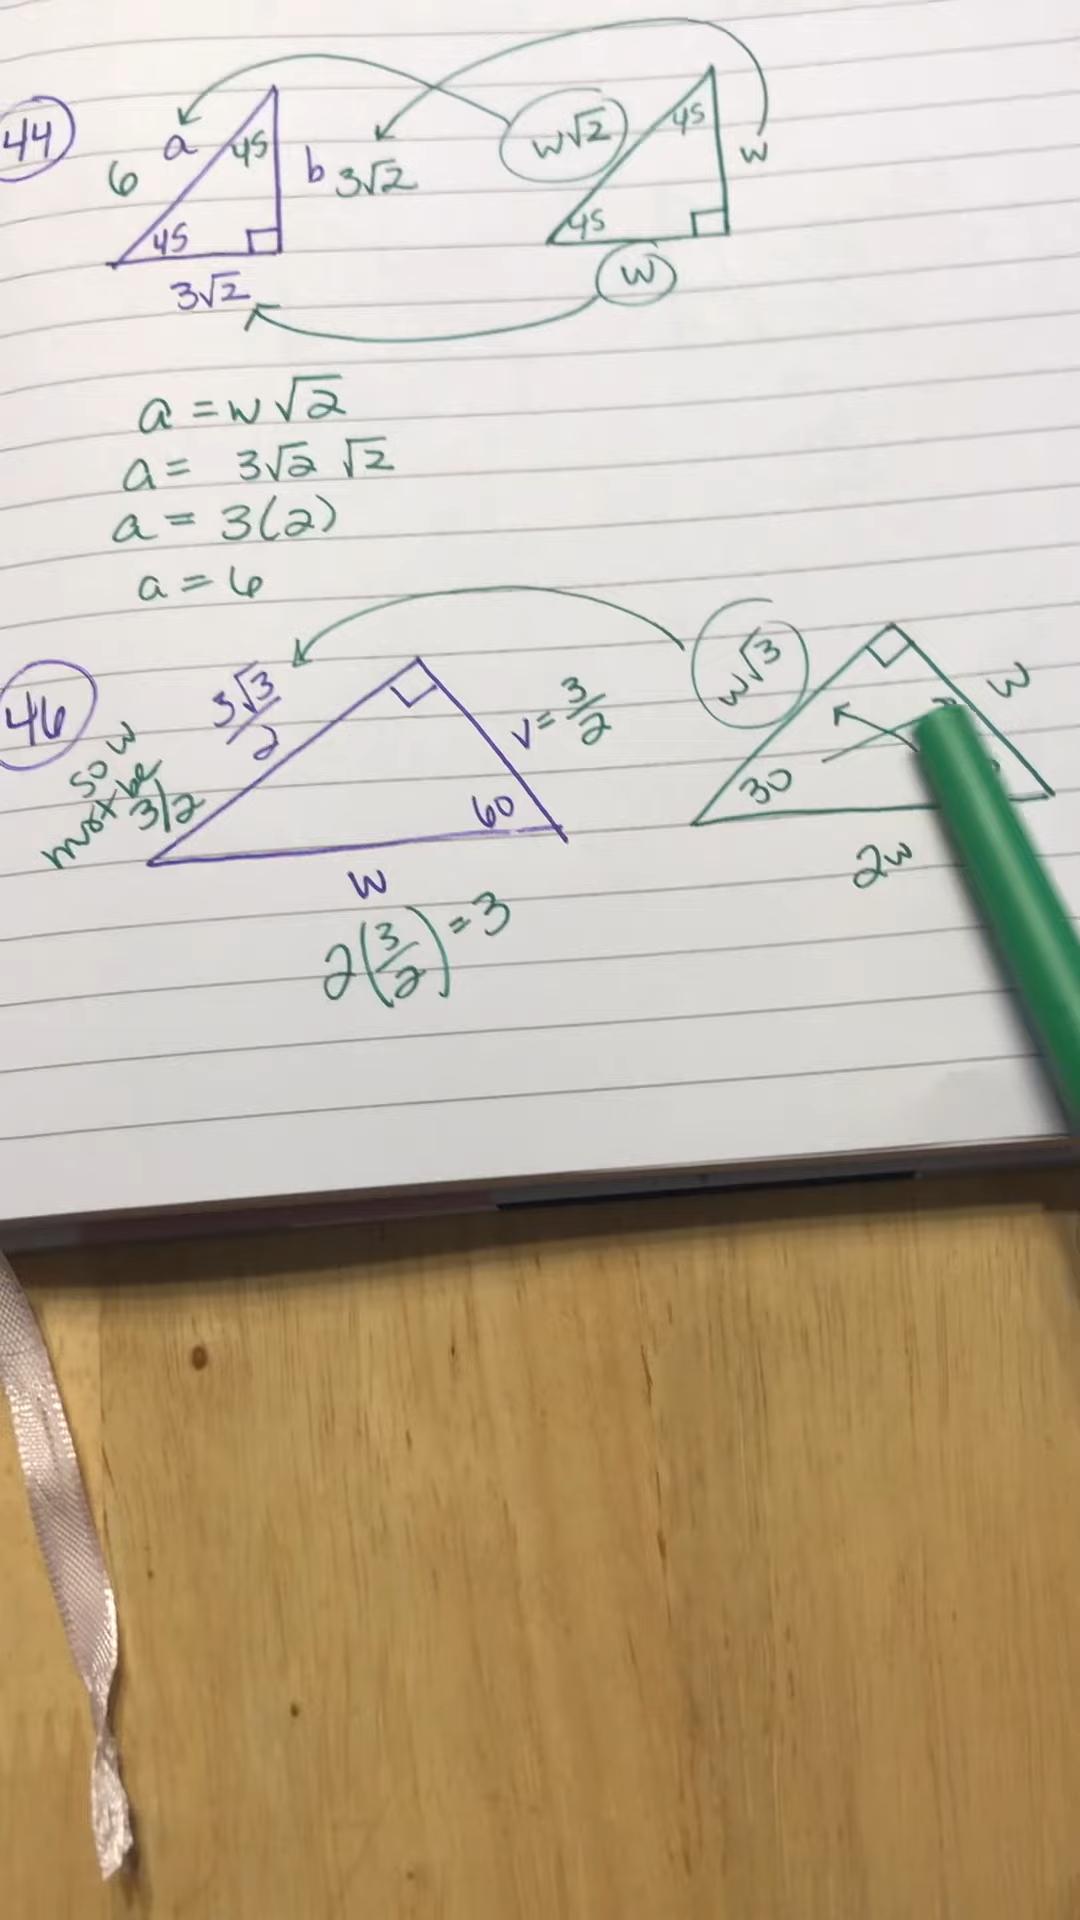 44
a
6
45
45
b 3√2
3√2
w√2
45
45
w
w
a = w√2
a = 3√2 √2
a = 3(2)
a = 6
46
so w
must be
3/2
3√3/2
v = 3/2
60
w
2(3/2) = 3
w√3
w
30
2w